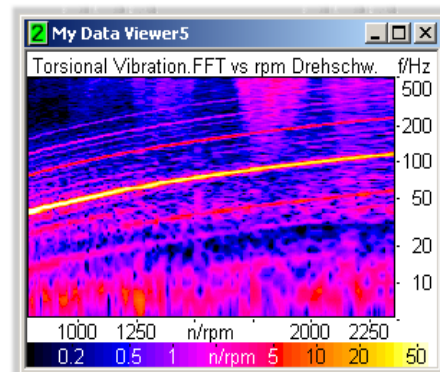 2 My Data Viewer5
Torsional Vibration.FFT vs rpm Drehschw. f/Hz
500
200
100
50
20
10
1000 1250 n/rpm 2000 2250
0.2 0.5 1 n/rpm 5 10 20 50